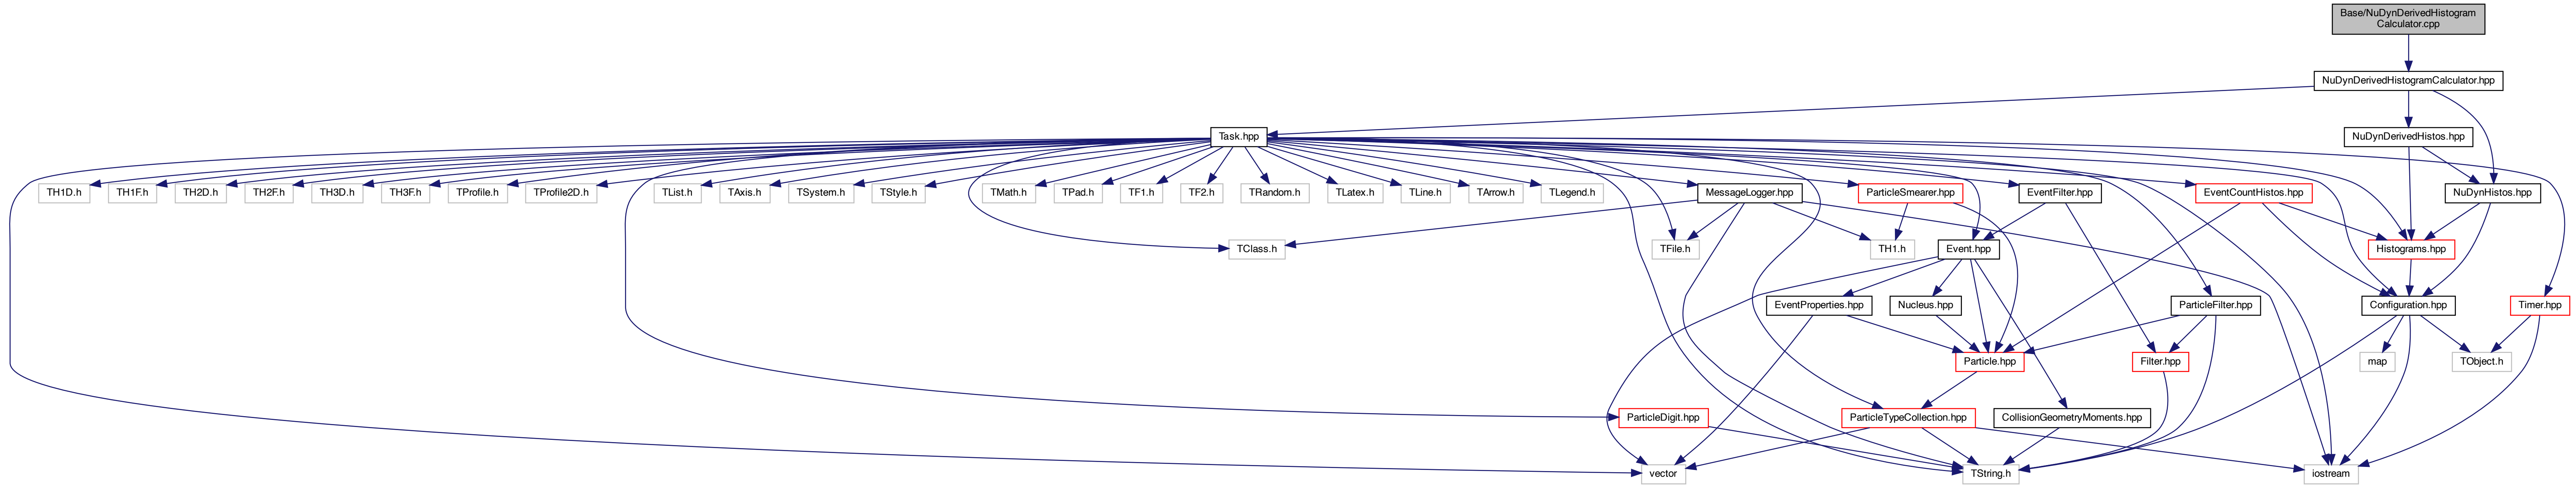 Base/NuDynDerivedHistogram
Calculator.cpp
NuDynDerivedHistogramCalculator.hpp
Task.hpp
NuDynDerivedHistos.hpp
TH1D.h
TH1F.h
TH2D.h
TH2F.h
TH3D.h
TH3F.h
TProfile.h
TProfile2D.h
TList.h
TAxis.h
TSystem.h
TStyle.h
TMath.h
TPad.h
TF1.h
TF2.h
TRandom.h
TLatex.h
TLine.h
TArrow.h
TLegend.h
MessageLogger.hpp
ParticleSmearer.hpp
EventFilter.hpp
EventCountHistos.hpp
NuDynHistos.hpp
TClass.h
TFile.h
TH1.h
Event.hpp
Histograms.hpp
EventProperties.hpp
Nucleus.hpp
ParticleFilter.hpp
Configuration.hpp
Timer.hpp
Particle.hpp
Filter.hpp
map
TObject.h
ParticleDigit.hpp
ParticleTypeCollection.hpp
CollisionGeometryMoments.hpp
vector
TString.h
iostream